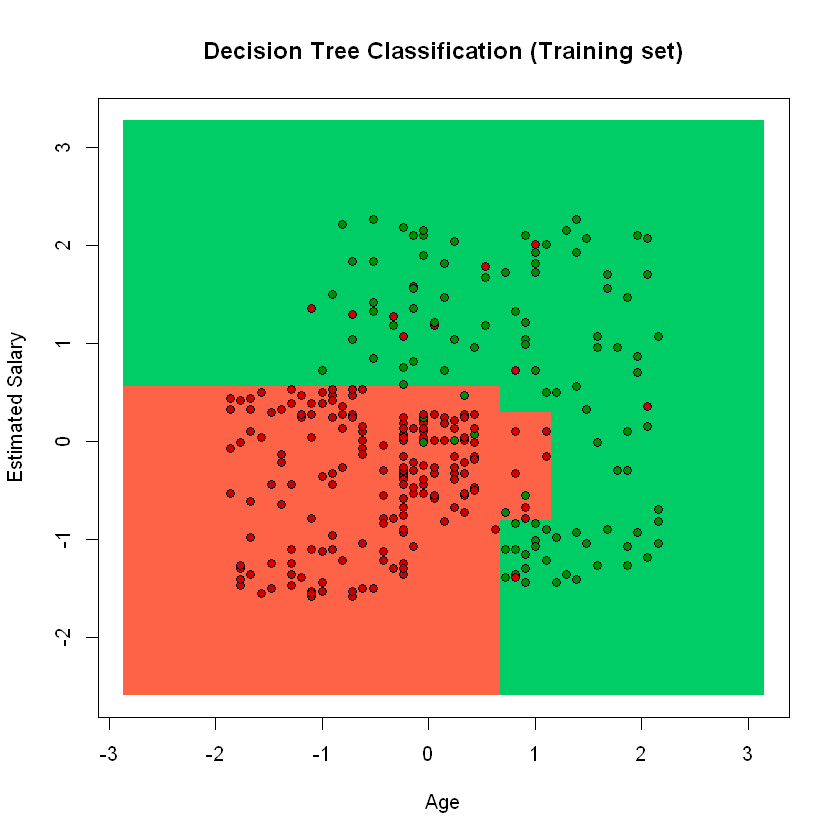 Decision Tree Classification (Training set)
3
2
1
0
-1
-2
Estimated Salary
-3 -2 -1 0 1 2 3
Age